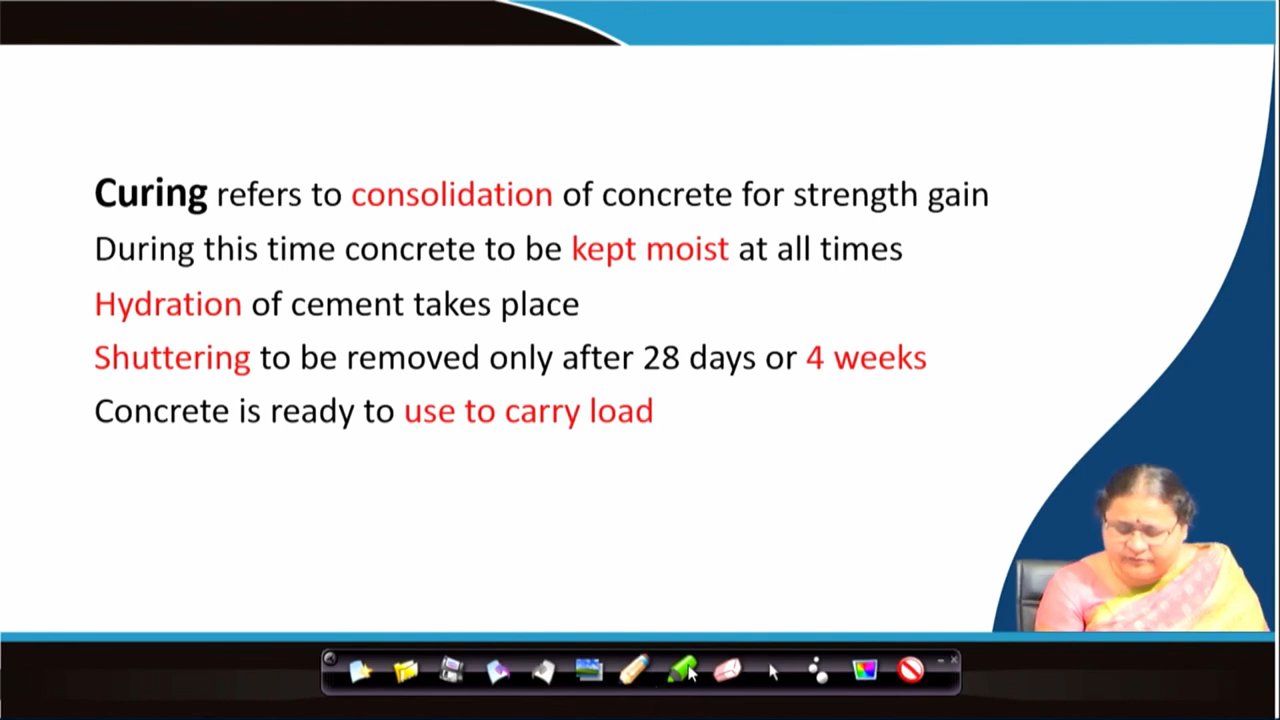 Curing refers to consolidation of concrete for strength gain
During this time concrete to be kept moist at all times
Hydration of cement takes place
Shuttering to be removed only after 28 days or 4 weeks
Concrete is ready to use to carry load